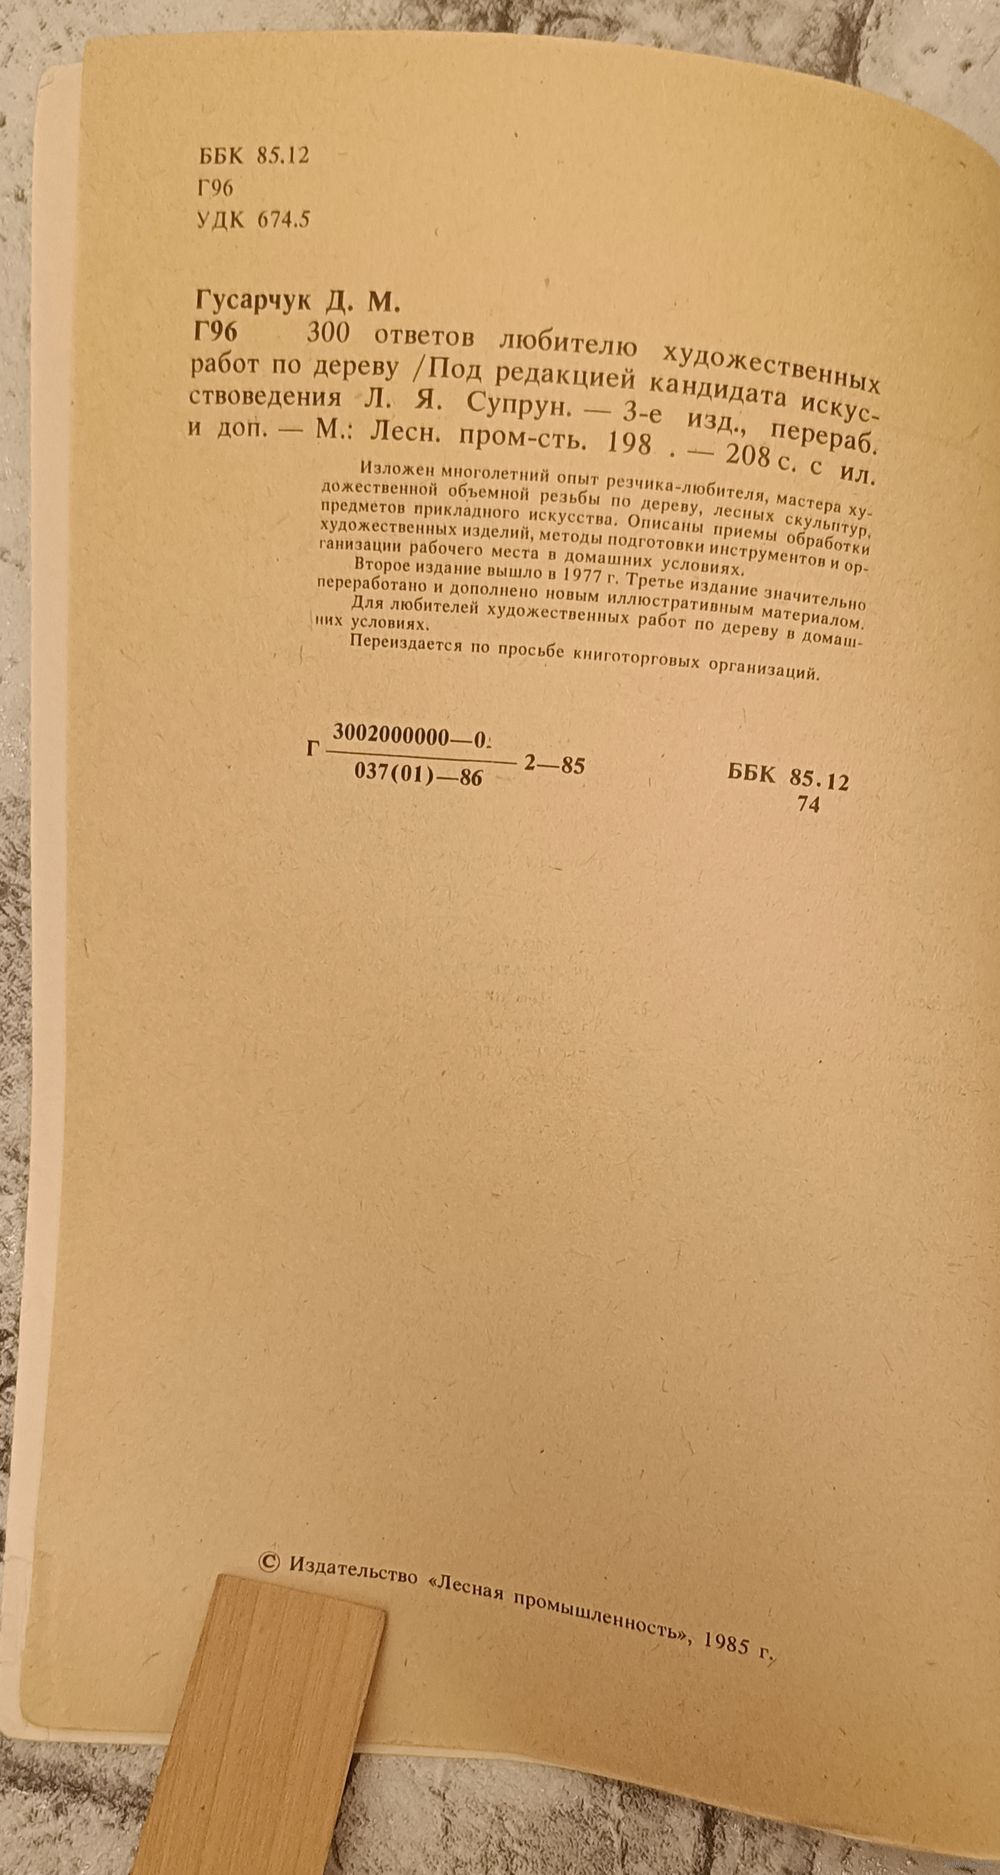 ББК 85.12
Г96
УДК 674.5
Гусарчук Д. М.
Г96 300 ответов любителю художественных
работ по дереву /Под редакцией кандидата искус-
ствоведения Л. Я. Супрун. — 3-е изд., перераб.
и доп. — М.: Лесн. пром-сть. 198 . — 208 с. с ил.
Изложен многолетний опыт резчика-любителя, мастера ху-
дожественной объемной резьбы по дереву, лесных скульптур,
предметов прикладного искусства. Описаны приемы обработки
художественных изделий, методы подготовки инструментов и ор-
ганизации рабочего места в домашних условиях.
Второе издание вышло в 1977 г. Третье издание значительно
переработано и дополнено новым иллюстративным материалом.
Для любителей художественных работ по дереву в домаш-
них условиях.
Переиздается по просьбе книготорговых организаций.
Г 3002000000—0
037(01)—86 2—85
ББК 85.12
74
© Издательство «Лесная промышленность», 1985 г.